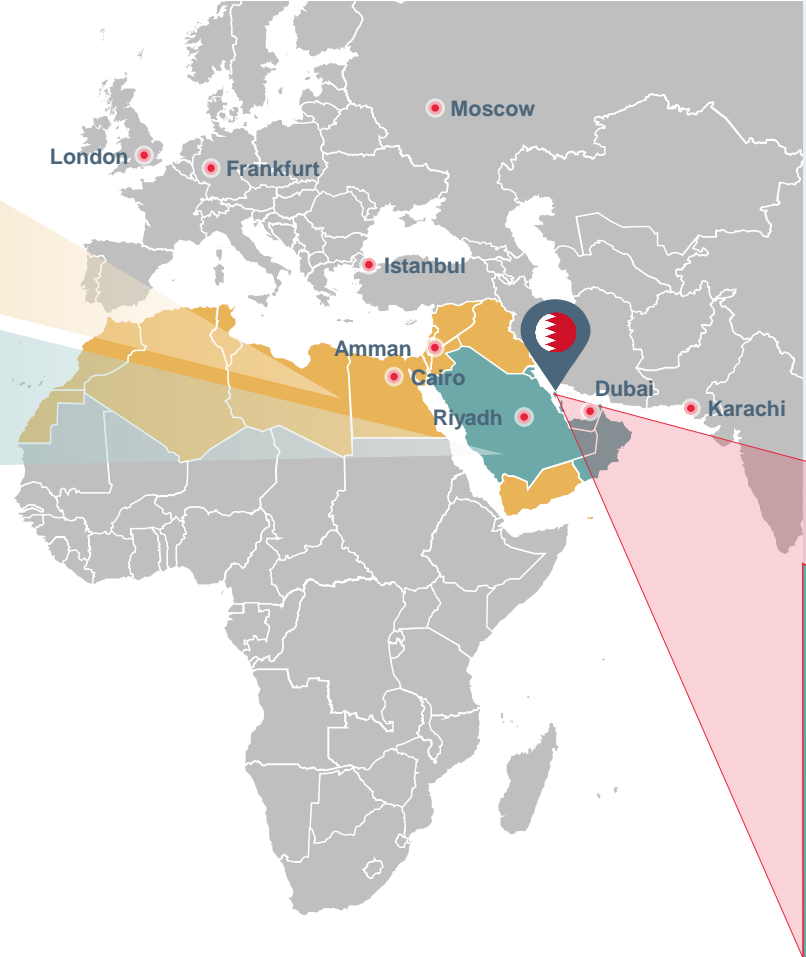 Moscow
London
Frankfurt
Istanbul
Amman
Cairo
Dubai
Riyadh
Karachi